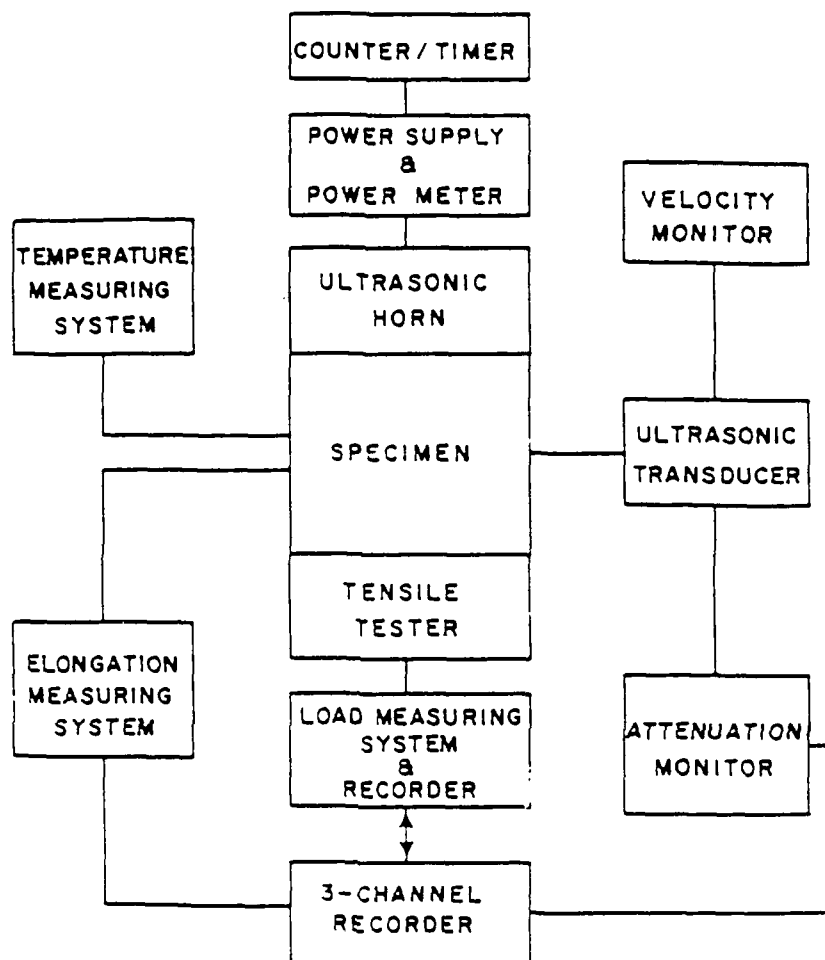 COUNTER / TIMER
POWER SUPPLY
&
POWER METER
VELOCITY
MONITOR
TEMPERATURE
MEASURING
SYSTEM
ULTRASONIC
HORN
SPECIMEN
ULTRASONIC
TRANSDUCER
TENSILE
TESTER
ELONGATION
MEASURING
SYSTEM
LOAD MEASURING
SYSTEM
&
RECORDER
ATTENUATION
MONITOR
3-CHANNEL
RECORDER